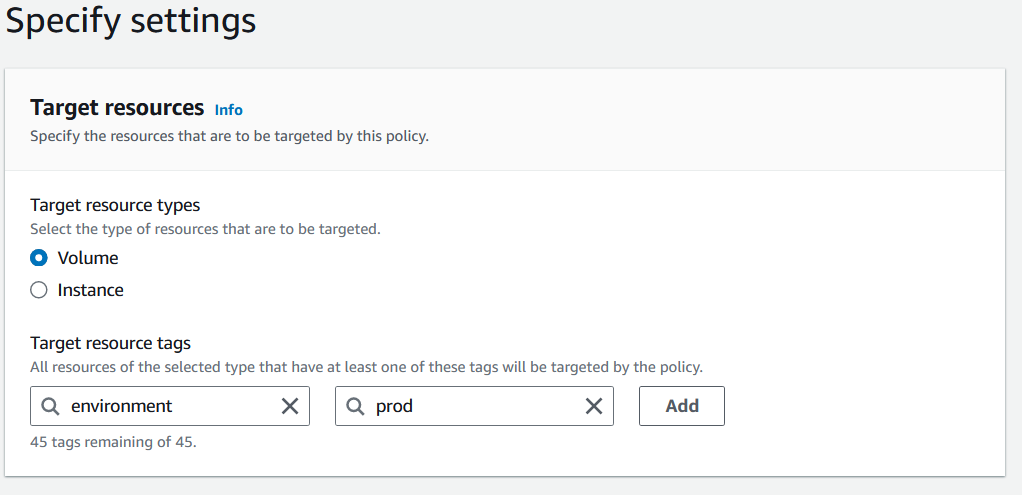 Specify settings
Target resources Info
Specify the resources that are to be targeted by this policy.
Target resource types
Select the type of resources that are to be targeted.
Volume
Instance
Target resource tags
All resources of the selected type that have at least one of these tags will be targeted by the policy.
environment prod Add
45 tags remaining of 45.